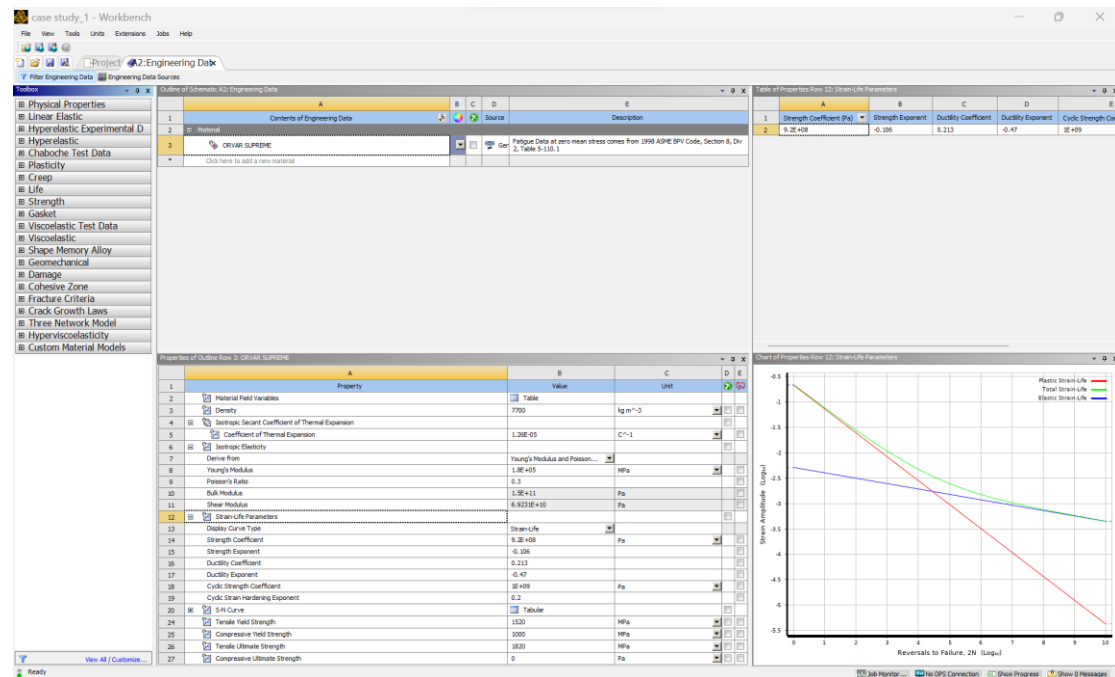 case study_1 - Workbench
File View Tools Units Extensions Jobs Help
Project A2:Engineering Data
Filter Engineering Data Engineering Data Sources
Toolbox
Physical Properties
Linear Elastic
Hyperelastic Experimental D
Hyperelastic
Chaboche Test Data
Plasticity
Creep
Life
Strength
Gasket
Viscoelastic Test Data
Viscoelastic
Shape Memory Alloy
Geomechanical
Damage
Cohesive Zone
Fracture Criteria
Crack Growth Laws
Three Network Model
Hyperviscoelasticity
Custom Material Models
View All / Customize...
Outline of Schematic A2: Engineering Data
A B C D E
1 Contents of Engineering Data Source Description
2 Material
3 ORVAR SUPREME Ger Fatigue Data at zero mean stress comes from 1998 ASME BPV Code, Section 8, Div
2, Table 5-110.1
* Click here to add a new material
Table of Properties Row 12: Strain-Life Parameters
A B C D E
1 Strength Coefficient (Pa) Strength Exponent Ductility Coefficient Ductility Exponent Cyclic Strength Co
2 9.2E+08 -0.106 0.213 -0.47 1E+09
Properties of Outline Row 3: ORVAR SUPREME
A B C D E
1 Property Value Unit
2 Material Field Variables Table
3 Density 7700 kg m^-3
4 Isotropic Secant Coefficient of Thermal Expansion
5 Coefficient of Thermal Expansion 1.26E-05 C^-1
6 Isotropic Elasticity
7 Derive from Young's Modulus and Poisson...
8 Young's Modulus 1.8E+05 MPa
9 Poisson's Ratio 0.3
10 Bulk Modulus 1.5E+11 Pa
11 Shear Modulus 6.9231E+10 Pa
12 Strain-Life Parameters
13 Display Curve Type Strain-Life
14 Strength Coefficient 9.2E+08 Pa
15 Strength Exponent -0.106
16 Ductility Coefficient 0.213
17 Ductility Exponent -0.47
18 Cyclic Strength Coefficient 1E+09 Pa
19 Cyclic Strain Hardening Exponent 0.2
20 S-N Curve Tabular
24 Tensile Yield Strength 1520 MPa
25 Compressive Yield Strength 1000 MPa
26 Tensile Ultimate Strength 1820 MPa
27 Compressive Ultimate Strength 0 Pa
Chart of Properties Row 12: Strain-Life Parameters
Plastic Strain-Life
Total Strain-Life
Elastic Strain-Life
Strain Amplitude (Log₁₀)
-0.5
-1
-1.5
-2
-2.5
-3
-3.5
-4
-4.5
-5
-5.5
0 1 2 3 4 5 6 7 8 9 10
Reversals to Failure, 2N (Log₁₀)
Ready
Job Monitor... No DPS Connection Show Progress Show 0 Messages